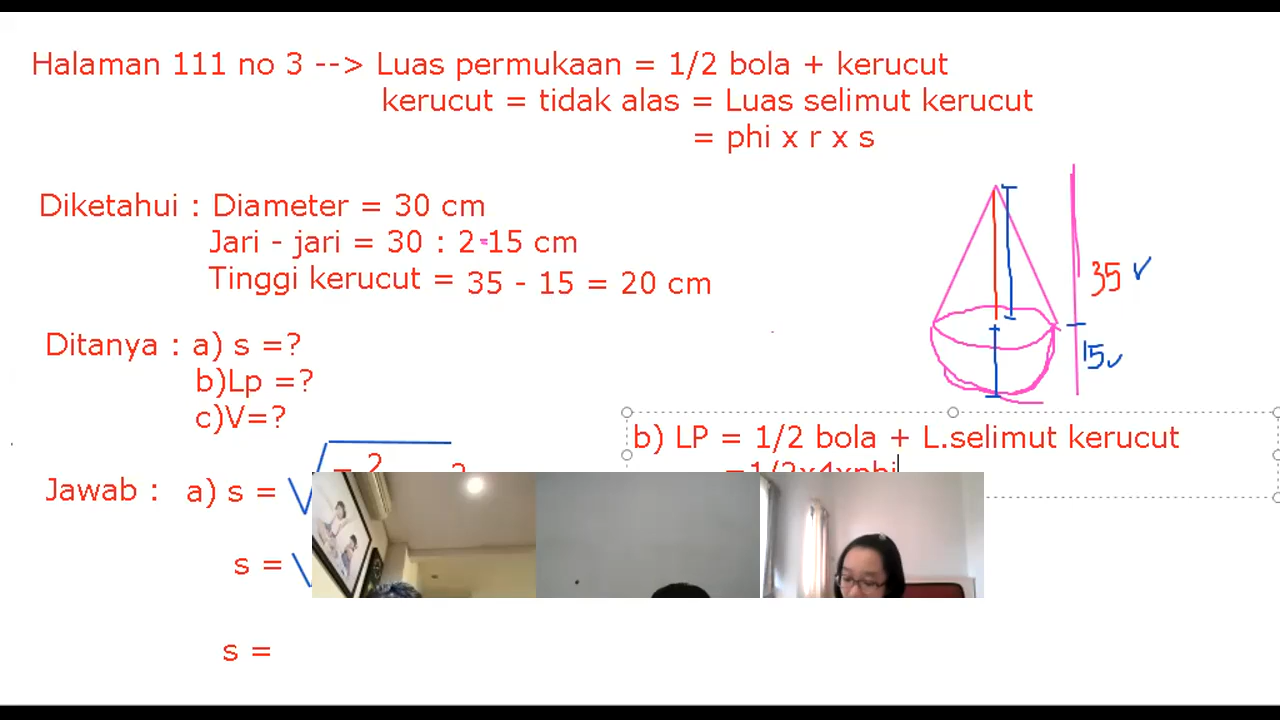 Halaman 111 no 3 --> Luas permukaan = 1/2 bola + kerucut
kerucut = tidak alas = Luas selimut kerucut
= phi x r x s
Diketahui : Diameter = 30 cm
Jari - jari = 30 : 2=15 cm
Tinggi kerucut = 35 - 15 = 20 cm
35
15
Ditanya : a) s =?
b)Lp =?
c)V=?
Jawab : a) s =
s =
s =
b) LP = 1/2 bola + L.selimut kerucut
=1/2x4xphi